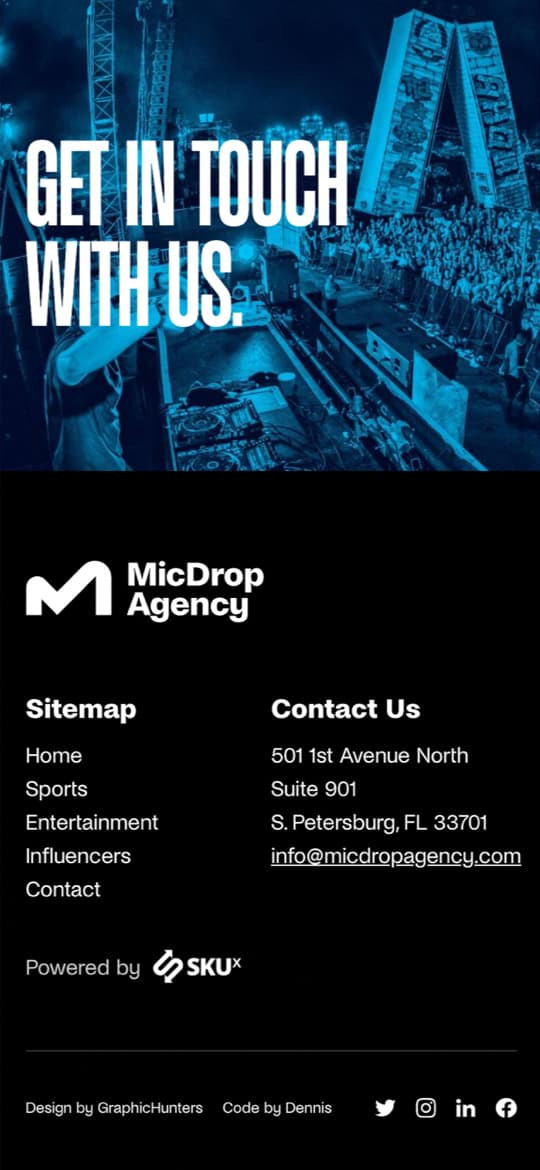 GET IN TOUCH
WITH US.
MicDrop
Agency
Sitemap
Home
Sports
Entertainment
Influencers
Contact
Contact Us
501 1st Avenue North
Suite 901
S. Petersburg, FL 33701
info@micdropagency.com
Powered by SKUx
Design by GraphicHunters Code by Dennis